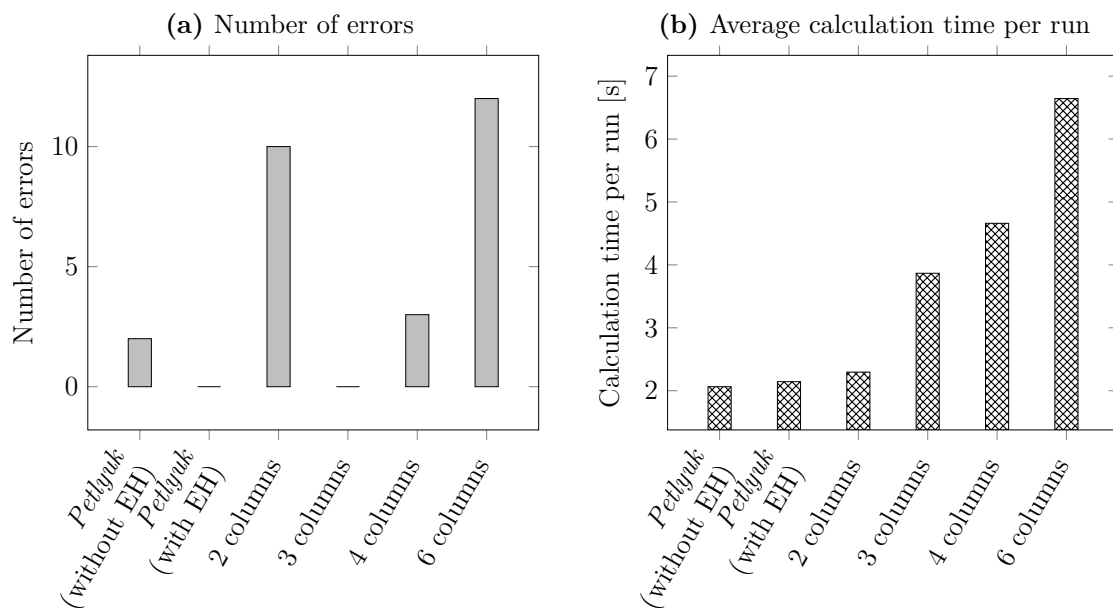 (a) Number of errors
Number of errors
10
5
0
Petlyuk
(without EH)
Petlyuk
(with EH)
2 columns
3 columns
4 columns
6 columns
(b) Average calculation time per run
Calculation time per run [s]
7
6
5
4
3
2
Petlyuk
(without EH)
Petlyuk
(with EH)
2 columns
3 columns
4 columns
6 columns